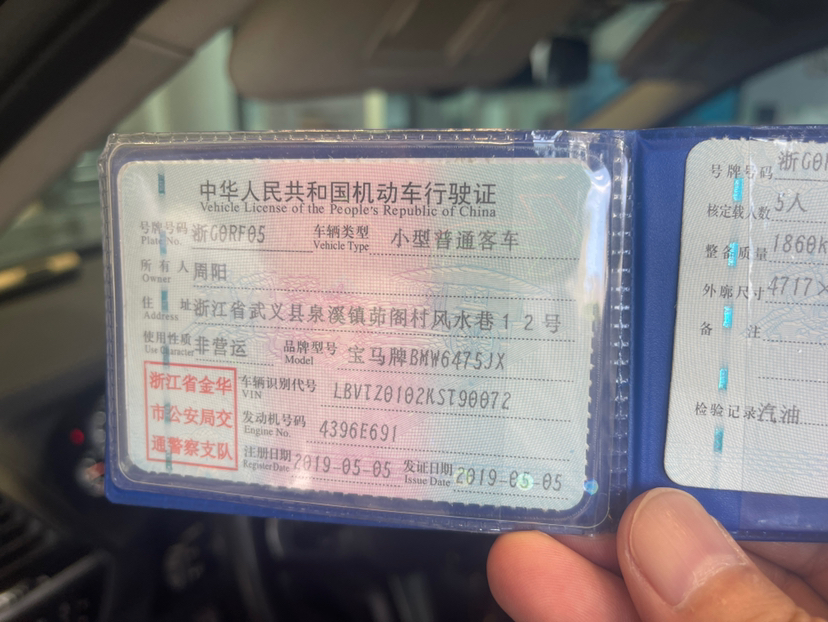 中华人民共和国机动车行驶证
Vehicle License of the People's Republic of China
号牌号码 浙G0RF05 车辆类型 小型普通客车
Plate No. Vehicle Type
所有人 周阳
Owner
住址 浙江省武义县泉溪镇茆阁村风水巷12号
Address
使用性质 非营运 品牌型号 宝马牌BMW6475JX
Use Character Model
浙江省金华
市公安局交
通警察支队
车辆识别代号 LBVTZ0102KST90072
VIN
发动机号码 4396E691
Engine No.
注册日期 2019-05-05 发证日期 2019-05-05
Register Date Issue Date
号牌号码 浙G0
核定载人数 5人
整备质量 1860K
外廓尺寸 4717×
备注
检验记录 汽油